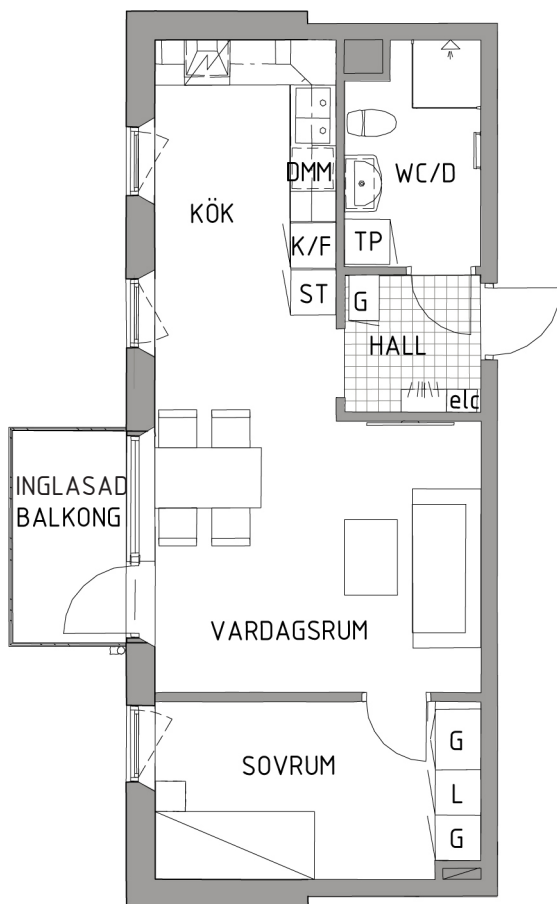 DMM
WC/D
KÖK
K/F
TP
ST
G
HALL
elc
INGLASAD
BALKONG
VARDAGSRUM
SOVRUM
G
L
G